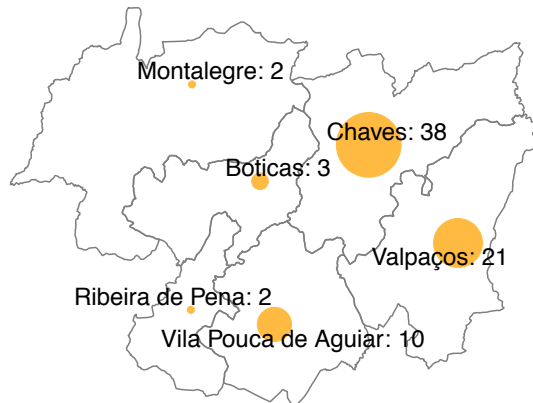 Montalegre: 2
Chaves: 38
Boticas: 3
Valpaços: 21
Ribeira de Pena: 2
Vila Pouca de Aguiar: 10